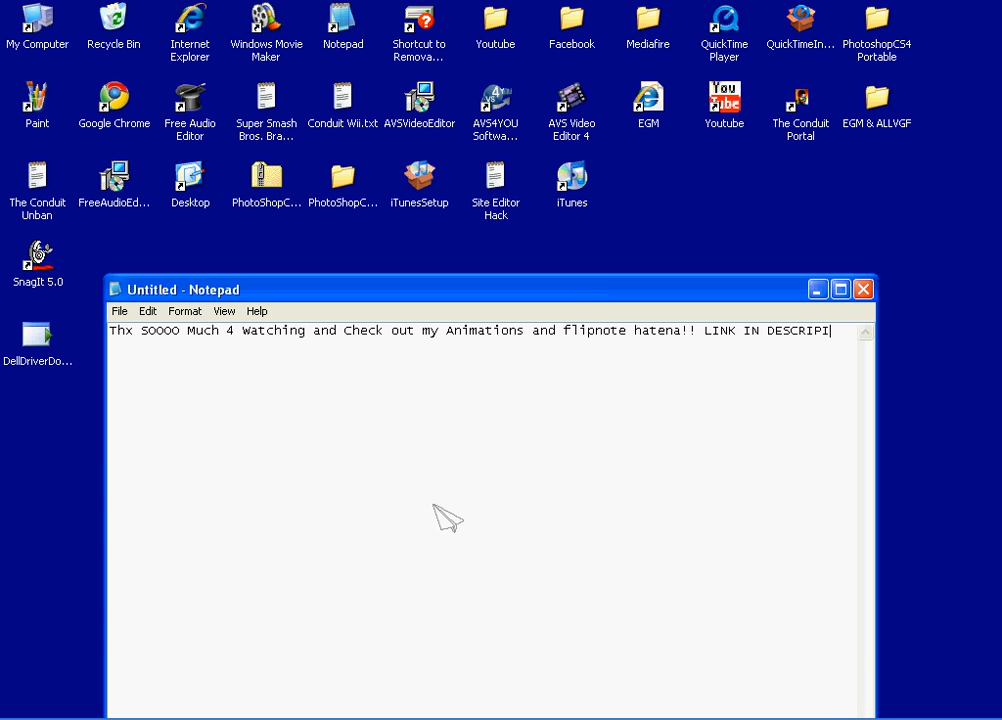 My Computer
Recycle Bin
Internet
Explorer
Windows Movie
Maker
Notepad
Shortcut to
Remova...
Youtube
Facebook
Mediafire
QuickTime
Player
QuickTimeIn...
PhotoshopCS4
Portable
Paint
Google Chrome
Free Audio
Editor
Super Smash
Bros. Bra...
Conduit Wii.txt
AVSVideoEditor
AVS4YOU
Softwa...
AVS Video
Editor 4
EGM
You
Tube
Youtube
The Conduit
Portal
EGM & ALLVGF
The Conduit
Unban
FreeAudioEd...
Desktop
PhotoShopC...
PhotoShopC...
iTunesSetup
Site Editor
Hack
iTunes
SnagIt 5.0
DellDriverDo...
Untitled - Notepad
File Edit Format View Help
Thx SOOOO Much 4 Watching and Check out my Animations and flipnote hatena!! LINK IN DESCRIPI